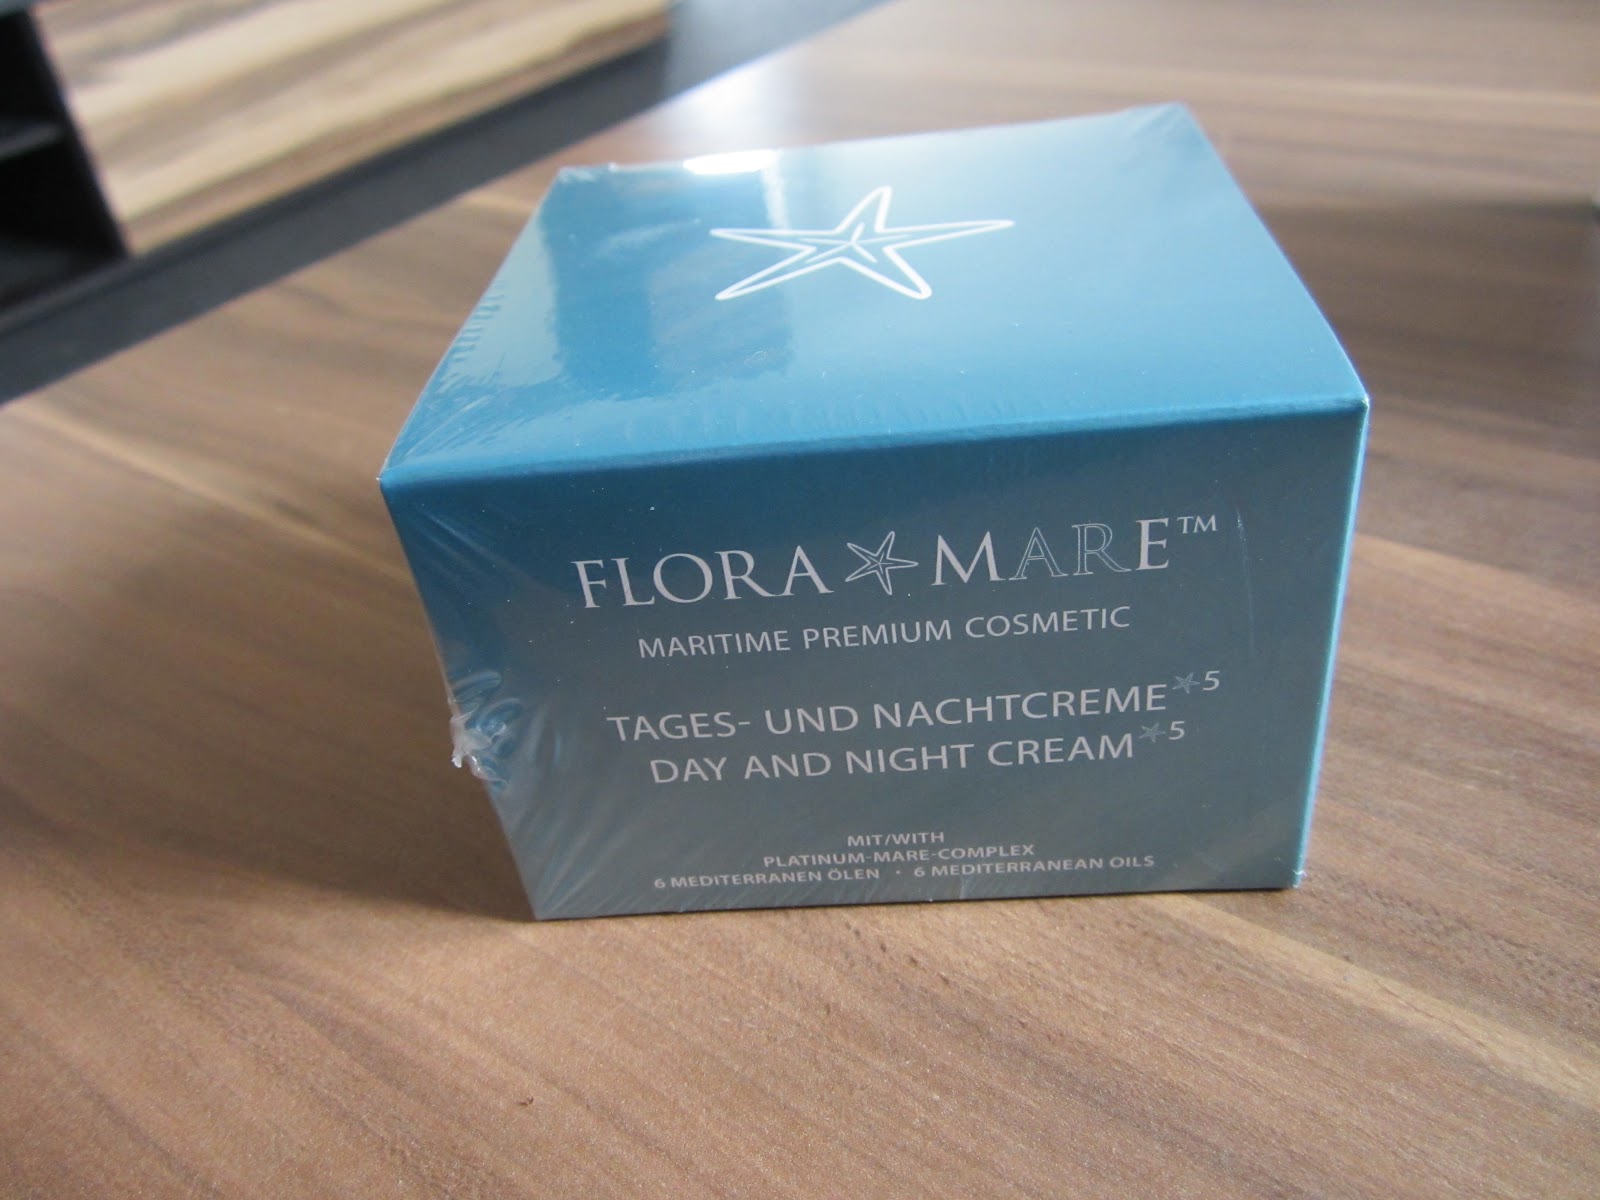 FLORA MARE™
MARITIME PREMIUM COSMETIC
TAGES- UND NACHTCREME*5
DAY AND NIGHT CREAM*5
MIT/WITH
PLATINUM-MARE-COMPLEX
6 MEDITERRANEN ÖLEN · 6 MEDITERRANEAN OILS